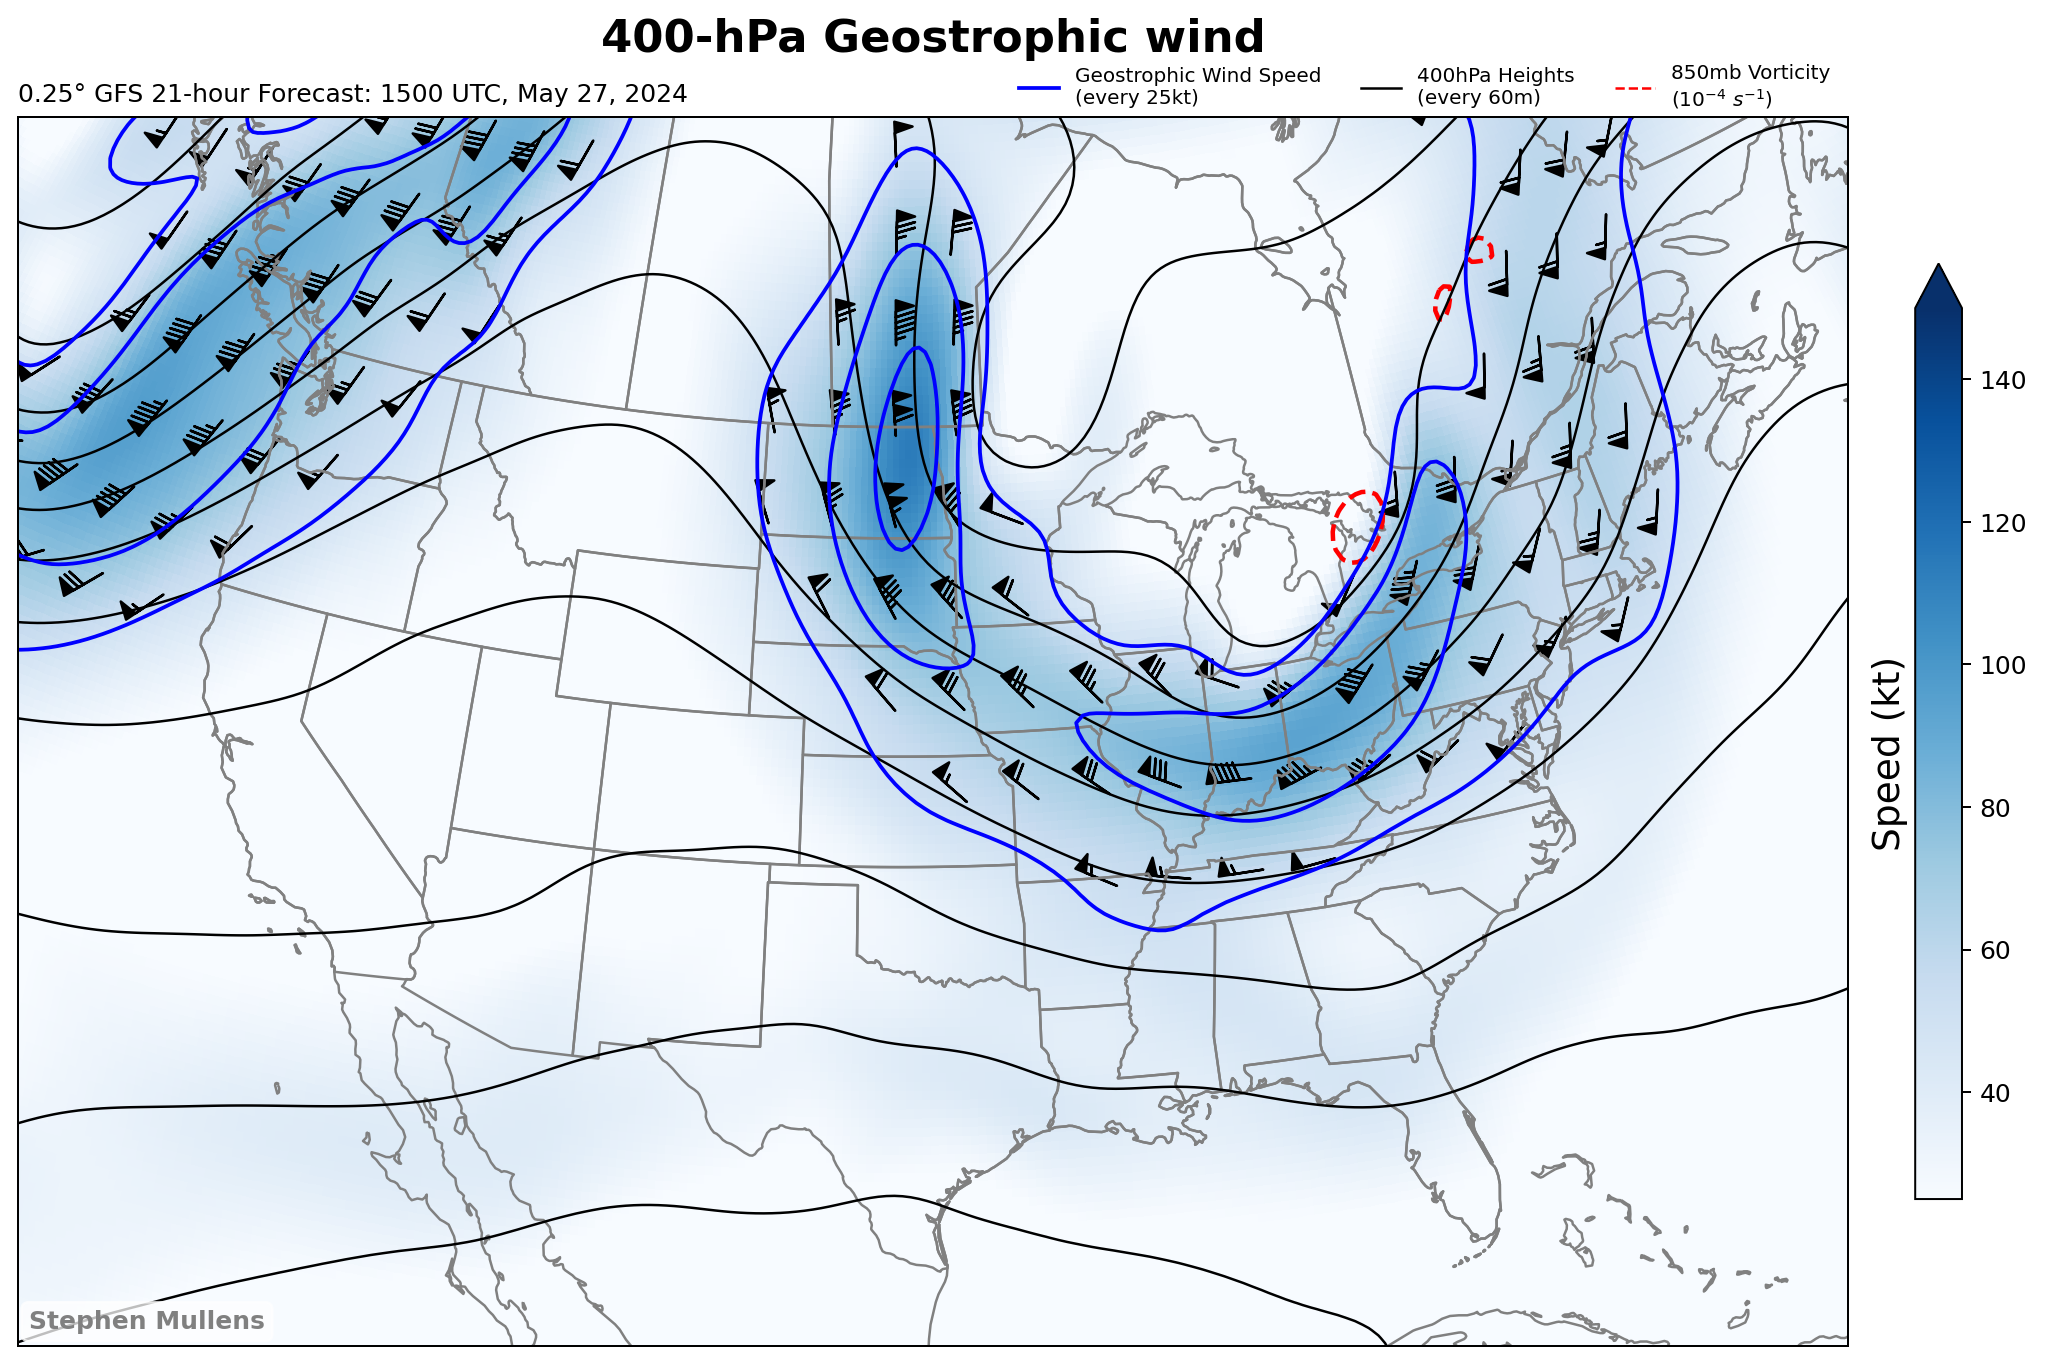 400-hPa Geostrophic wind
0.25° GFS 21-hour Forecast: 1500 UTC, May 27, 2024
Geostrophic Wind Speed
(every 25kt)
400hPa Heights
(every 60m)
850mb Vorticity
(10⁻⁴ s⁻¹)
140
120
100
80
60
40
Speed (kt)
Stephen Mullens